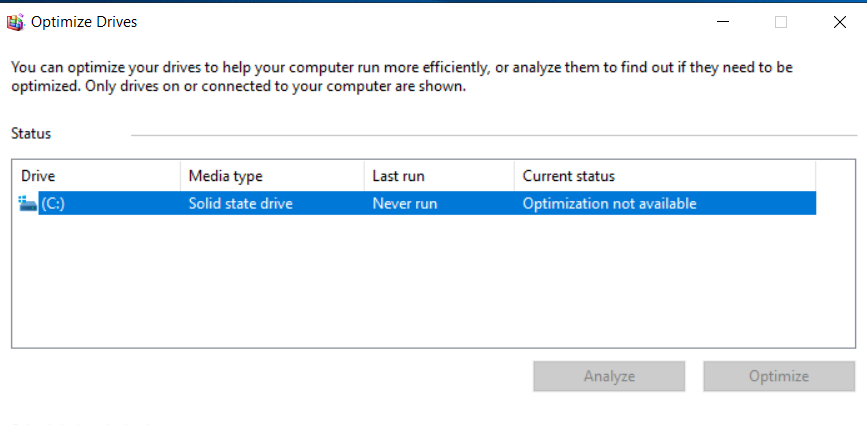 Optimize Drives
You can optimize your drives to help your computer run more efficiently, or analyze them to find out if they need to be
optimized. Only drives on or connected to your computer are shown.
Status
Drive Media type Last run Current status
(C:) Solid state drive Never run Optimization not available
Analyze Optimize